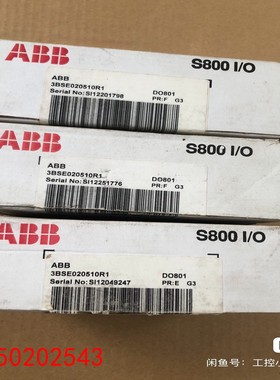 ABB
S800 I/O
ABB
3BSE020510R1
DO801
Serial No: SI12201798
PR:F G3
ABB
S800 I/O
ABB
3BSE020510R1
DO801
Serial No: SI12251776
PR:F G3
ABB
S800 I/O
ABB
3BSE020510R1
DO801
Serial No: SI12049247
PR:E G3
50202543
闲鱼号：工控小